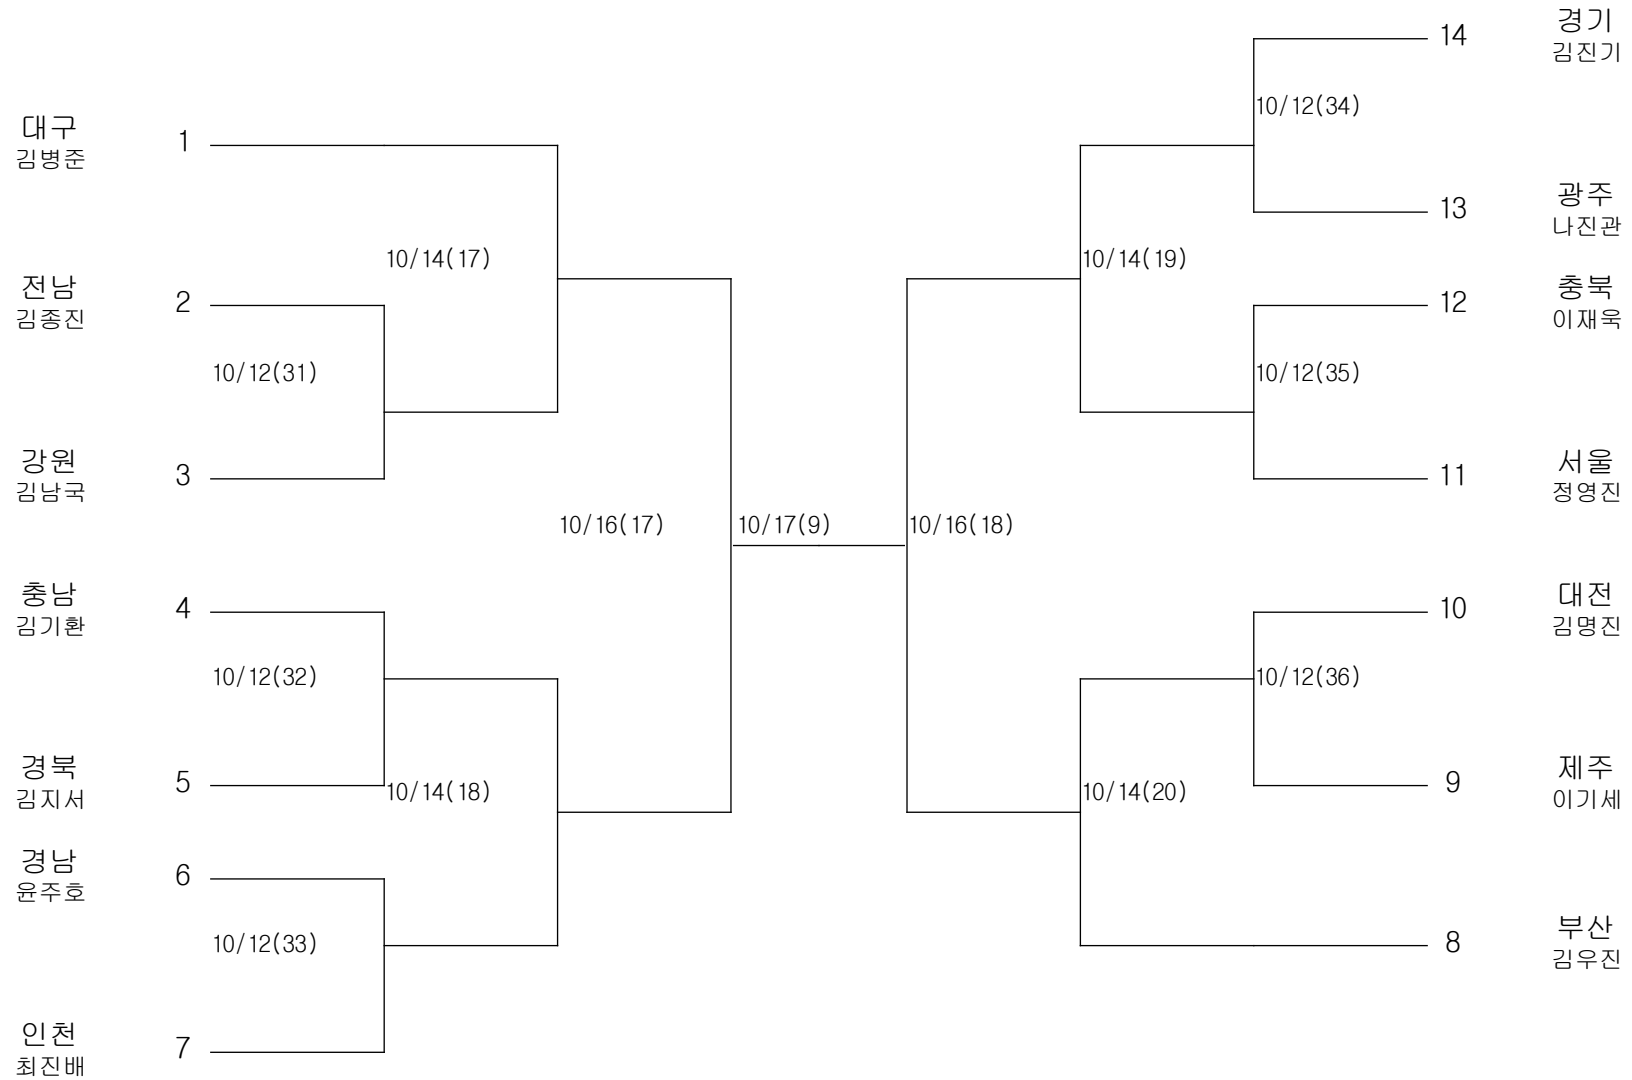 대구
김병준
1
10/14(17)
전남
김종진
2
10/12(31)
강원
김남국
3
10/16(17)
충남
김기환
4
10/12(32)
경북
김지서
5
10/14(18)
경남
윤주호
6
10/12(33)
인천
최진배
7
10/17(9)
14
경기
김진기
10/12(34)
13
광주
나진관
10/14(19)
12
충북
이재욱
10/12(35)
11
서울
정영진
10/16(18)
10
대전
김명진
10/12(36)
9
제주
이기세
10/14(20)
8
부산
김우진